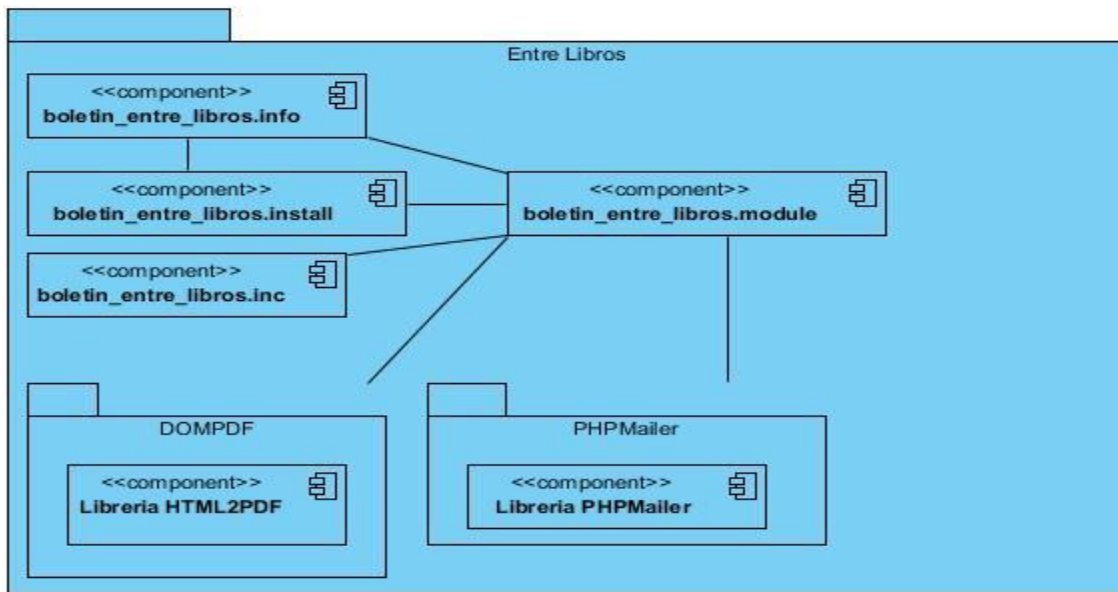 Entre Libros
<<component>>
boletin_entre_libros.info
<<component>>
boletin_entre_libros.install
<<component>>
boletin_entre_libros.module
<<component>>
boletin_entre_libros.inc
DOMPDF
<<component>>
Libreria HTML2PDF
PHPMailer
<<component>>
Libreria PHPMailer